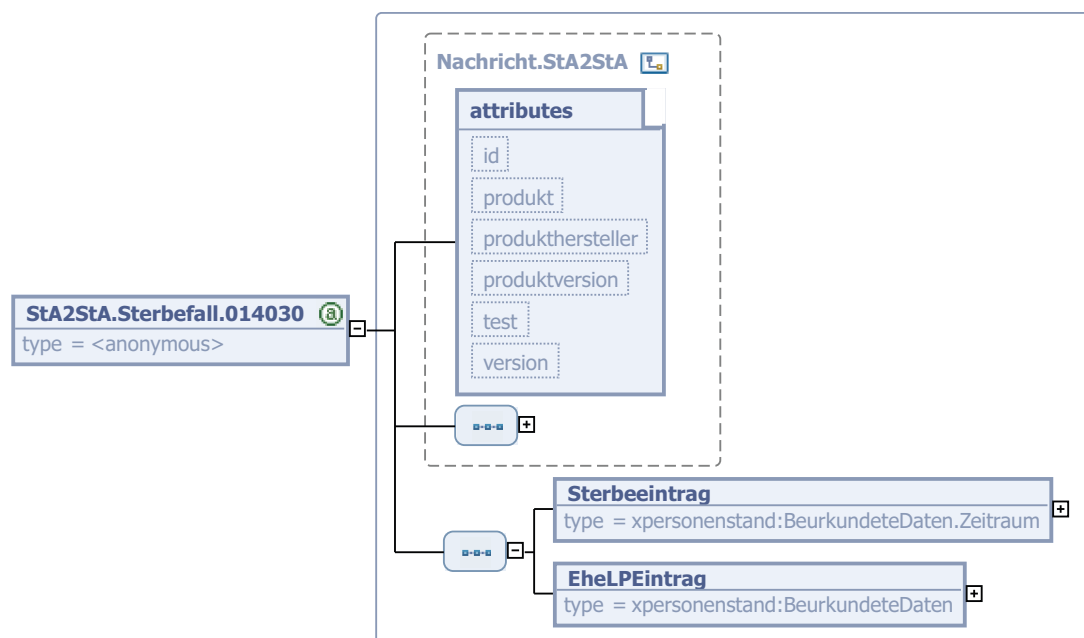 Nachricht.StA2StA
attributes
id
produkt
produkthersteller
produktversion
test
version
StA2StA.Sterbefall.014030 a
type = <anonymous>
Sterbeeintrag
type = xpersonenstand:BeurkundeteDaten.Zeitraum
EheLPEintrag
type = xpersonenstand:BeurkundeteDaten